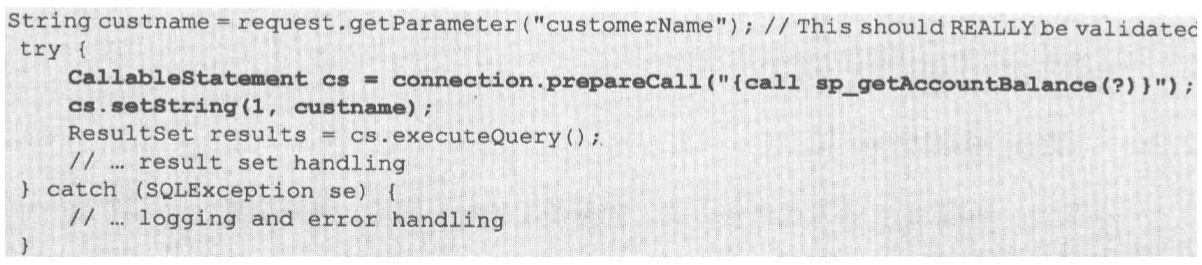 String custname = request.getParameter("customerName"); // This should REALLY be validated
try {
CallableStatement cs = connection.prepareCall("{call sp_getAccountBalance(?)}");
cs.setString(1, custname);
ResultSet results = cs.executeQuery();
// … result set handling
} catch (SQLException se) {
// … logging and error handling
}